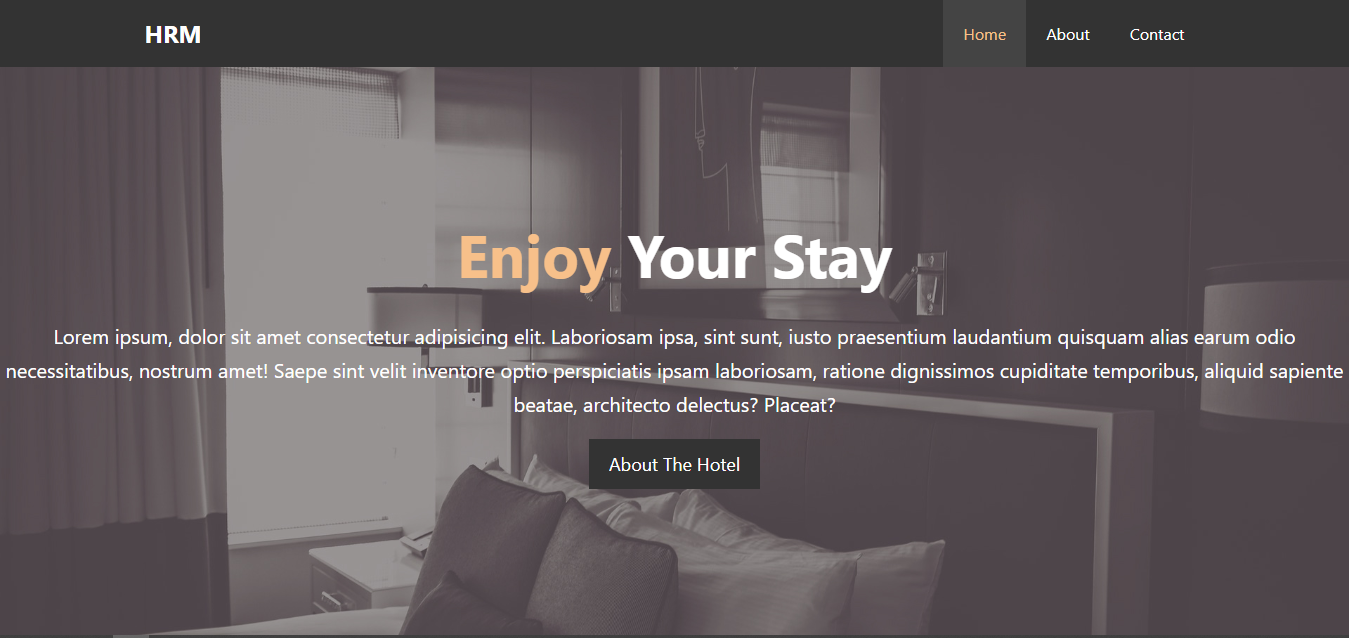 HRM
Home About Contact
Enjoy Your Stay
Lorem ipsum, dolor sit amet consectetur adipisicing elit. Laboriosam ipsa, sint sunt, iusto praesentium laudantium quisquam alias earum odio
necessitatibus, nostrum amet! Saepe sint velit inventore optio perspiciatis ipsam laboriosam, ratione dignissimos cupiditate temporibus, aliquid sapiente
beatae, architecto delectus? Placeat?
About The Hotel